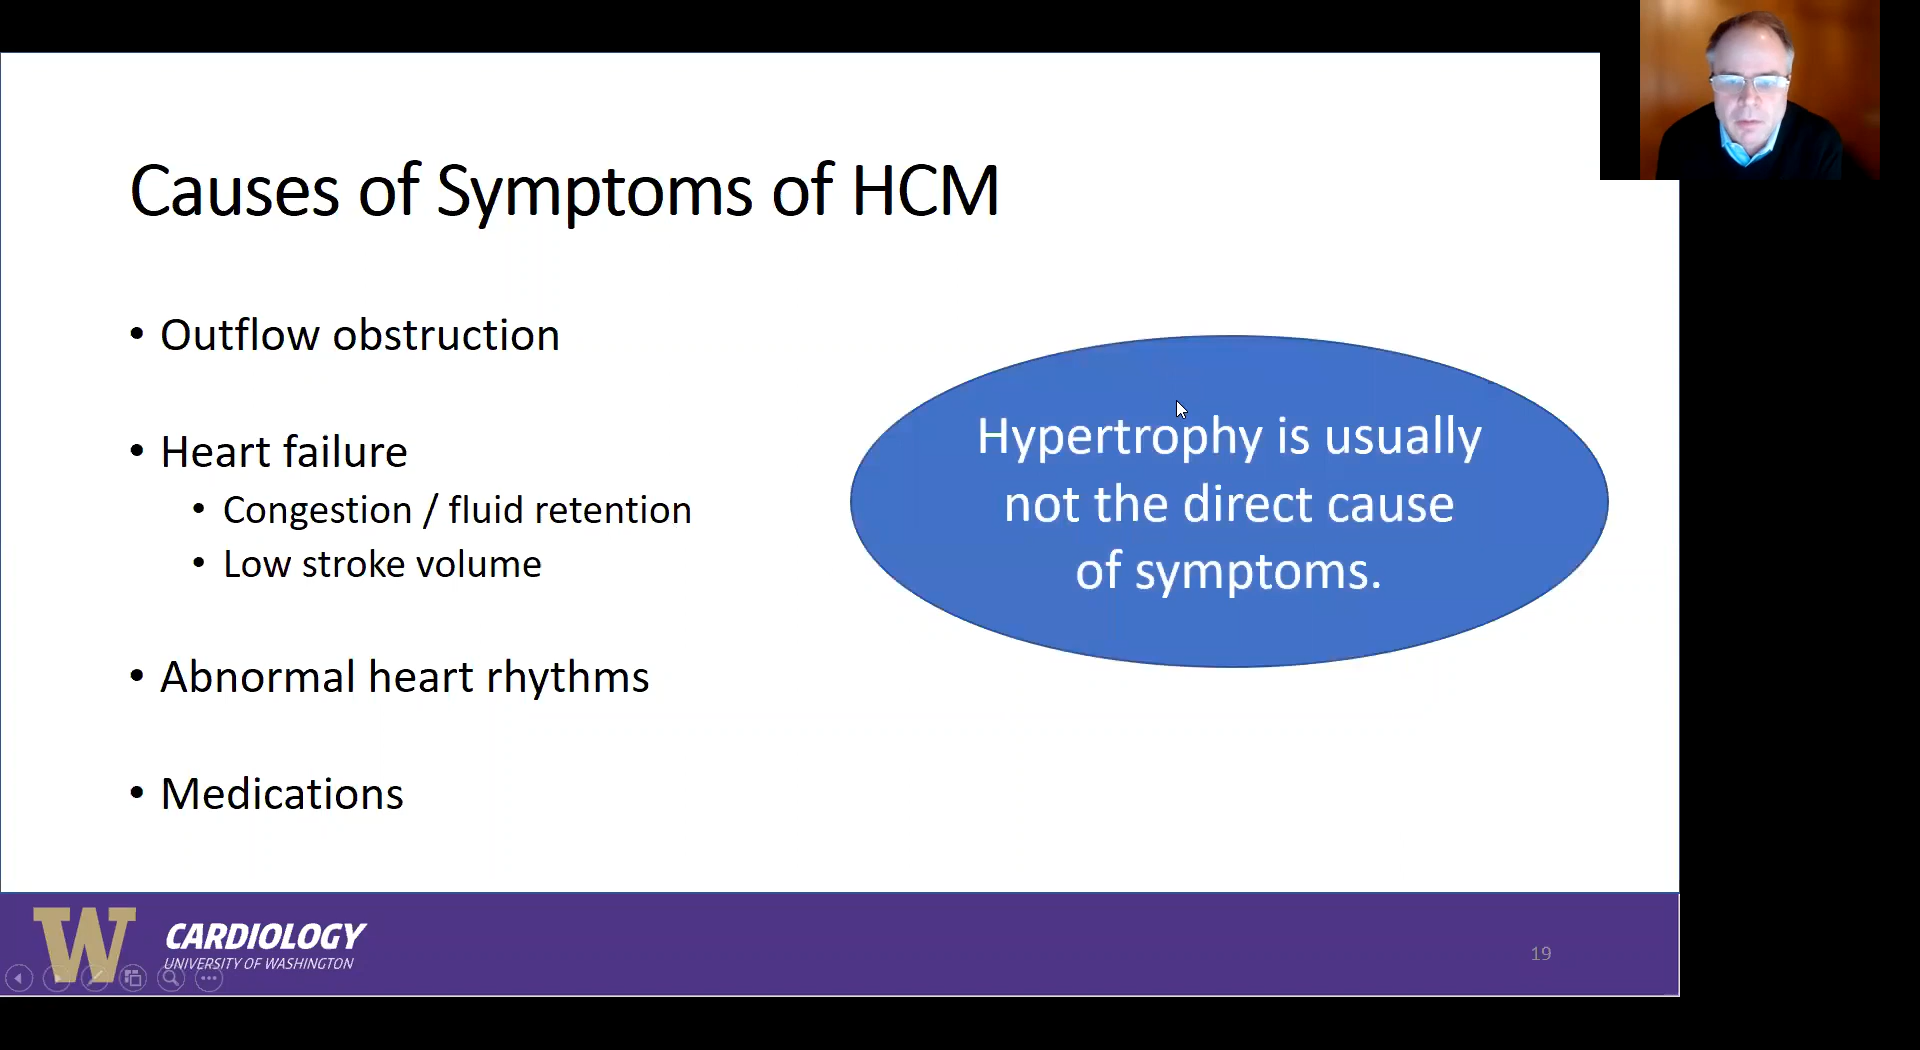 Causes of Symptoms of HCM
• Outflow obstruction
• Heart failure
• Congestion / fluid retention
• Low stroke volume
• Abnormal heart rhythms
• Medications
Hypertrophy is usually
not the direct cause
of symptoms.
W
CARDIOLOGY
UNIVERSITY OF WASHINGTON
19